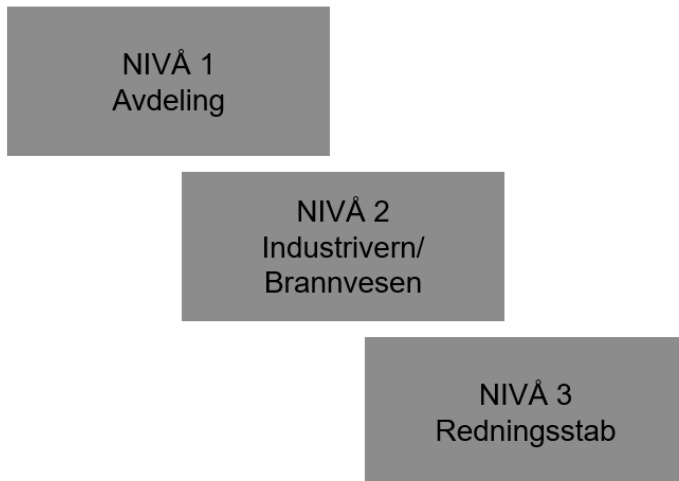 NIVÅ 1
Avdeling
NIVÅ 2
Industrivern/
Brannvesen
NIVÅ 3
Redningsstab